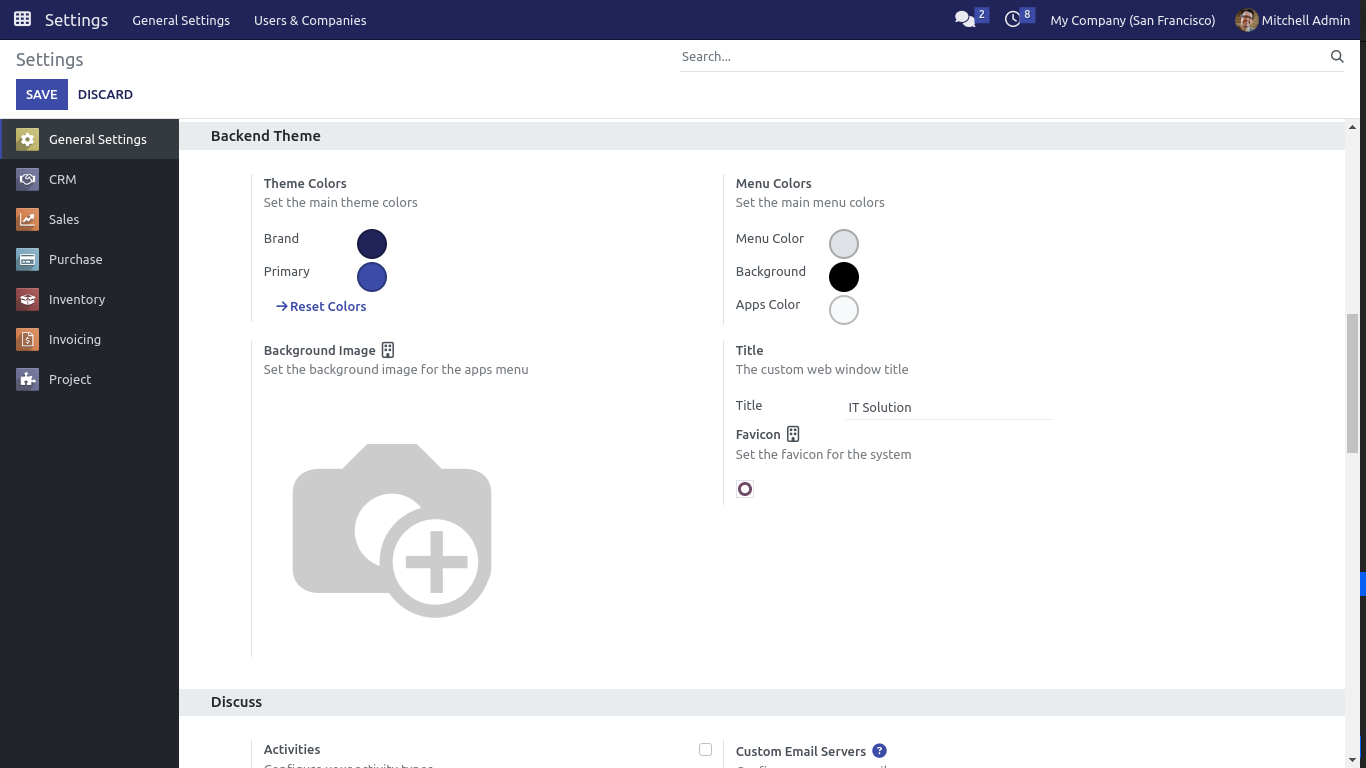 Settings
General Settings
Users & Companies
2
8
My Company (San Francisco)
Mitchell Admin
Settings
Search...
SAVE
DISCARD
General Settings
CRM
Sales
Purchase
Inventory
Invoicing
Project
Backend Theme
Theme Colors
Set the main theme colors
Brand
Primary
Reset Colors
Menu Colors
Set the main menu colors
Menu Color
Background
Apps Color
Background Image
Set the background image for the apps menu
Title
The custom web window title
Title
IT Solution
Favicon
Set the favicon for the system
Discuss
Activities
Configure your activity types
Custom Email Servers ?